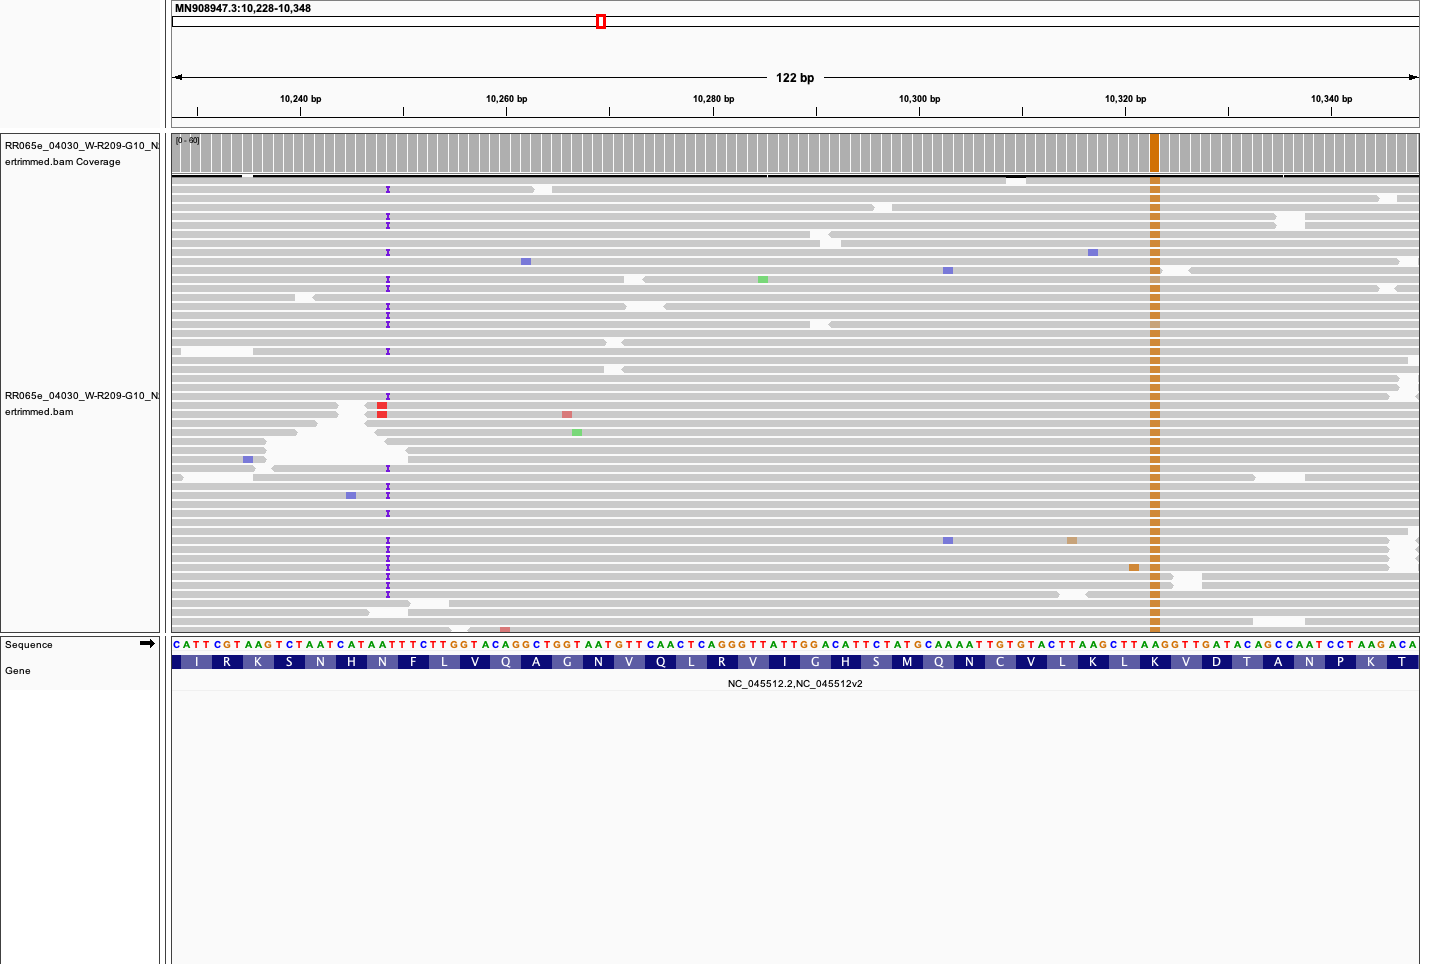 MN908947.3:10,228-10,348
122 bp
10,240 bp 10,260 bp 10,280 bp 10,300 bp 10,320 bp 10,340 bp
[0 - 60]
RR065e_04030_W-R209-G10_N
ertrimmed.bam Coverage
RR065e_04030_W-R209-G10_N
ertrimmed.bam
Sequence
C A T T C G T A A G T C T A A T C A T A A T T T C T T G G T A C A G G C T G G T A A T G T T C A A C T C A G G G T T A T T G G A C A T T C T A T G C A A A A T T G T G T A C T T A A G C T T A A G G T T G A T A C A G C C A A T C C T A A G A C A
Gene
I R K S N H N F L V Q A G N V Q L R V I G H S M Q N C V L K L K V D T A N P K T
NC_045512.2,NC_045512v2